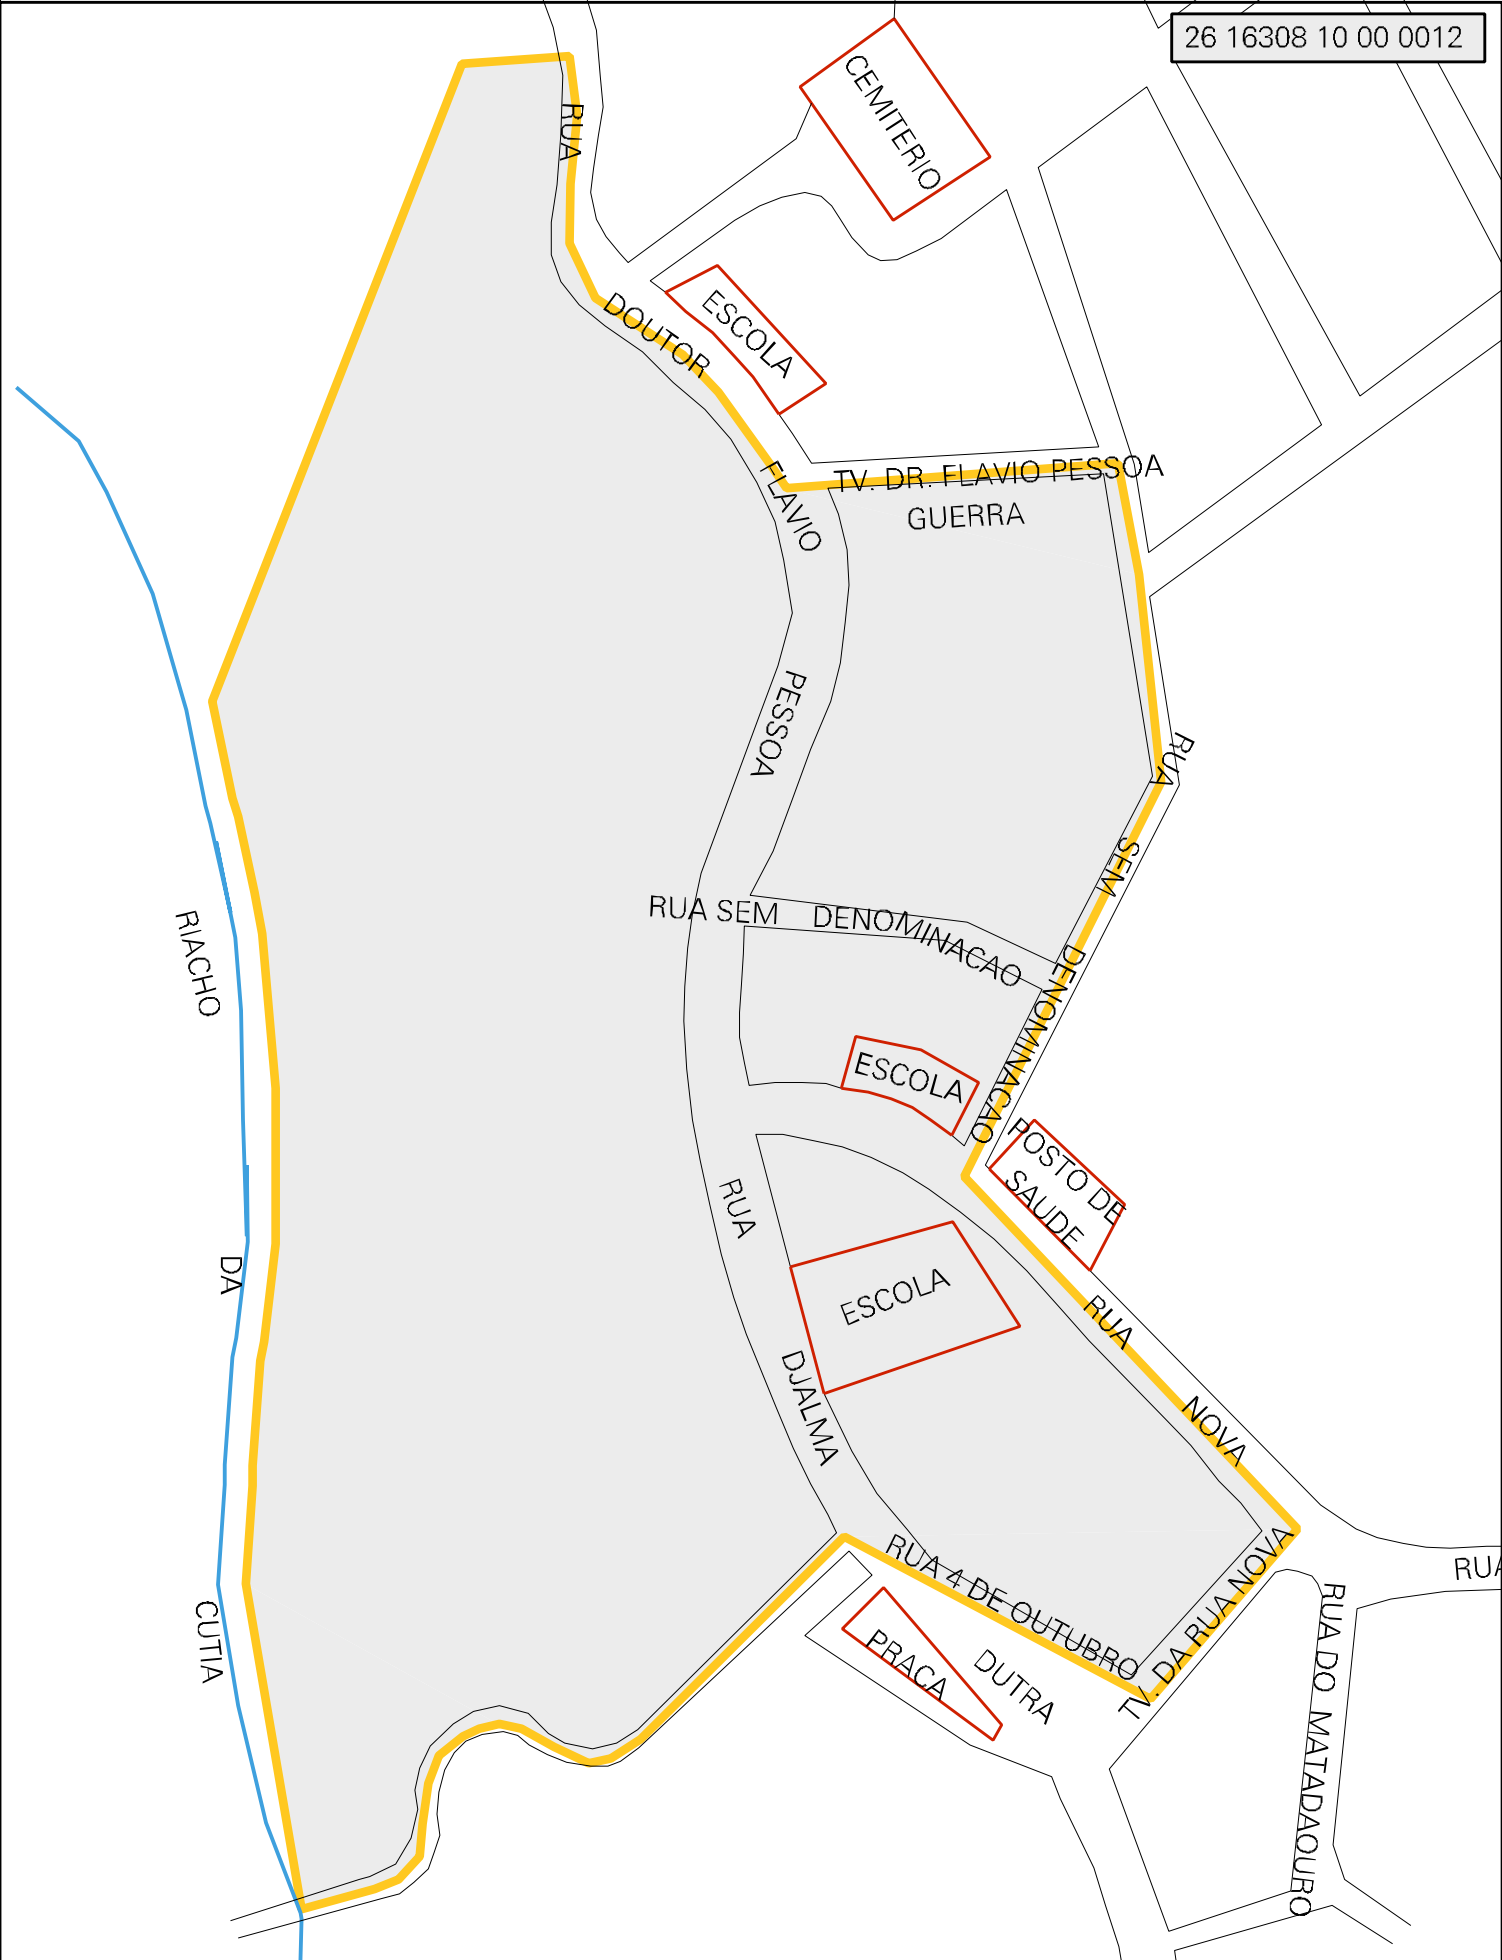 26 16308 10 00 0012
CEMITERIO
RUA
DOUTOR
FLAVIO
PESSOA
ESCOLA
TV. DR. FLAVIO PESSOA
GUERRA
RUA
SEM
DENOMINACAO
RUA SEM DENOMINACAO
RIACHO
DA
CUTIA
ESCOLA
POSTO DE
SAUDE
RUA
DJALMA
DUTRA
ESCOLA
RUA
NOVA
RUA 4 DE OUTUBRO
TV. DA RUA NOVA
PRACA
RUA DO MATADAOURO
RUA